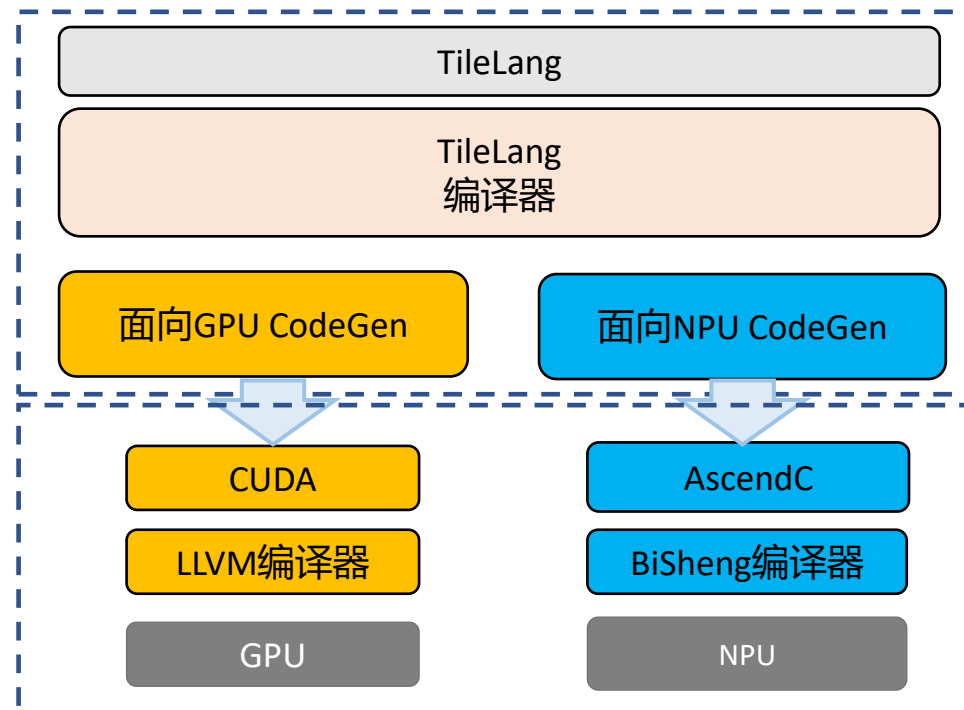 TileLang
TileLang
编译器
面向GPU CodeGen
面向NPU CodeGen
CUDA
AscendC
LLVM编译器
BiSheng编译器
GPU
NPU